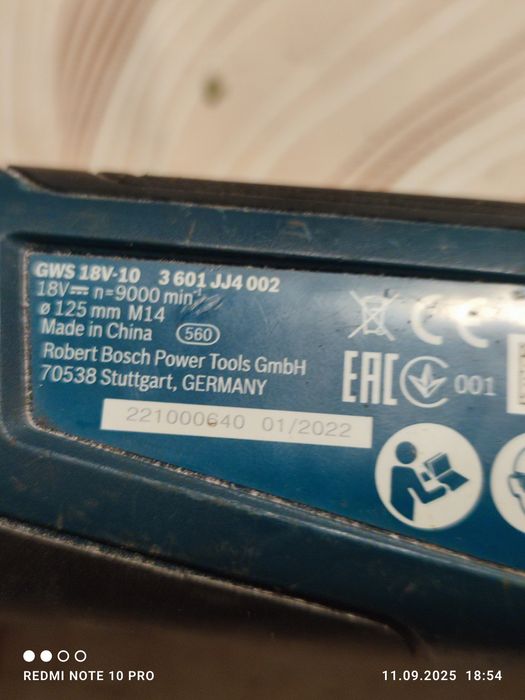 GWS 18V-10 3 601 JJ4 002
18V n=9000 min
ø 125 mm M14
Made in China 560
Robert Bosch Power Tools GmbH
70538 Stuttgart, GERMANY
221000640 01/2022
CE
EAC 001
REDMI NOTE 10 PRO
11.09.2025 18:54